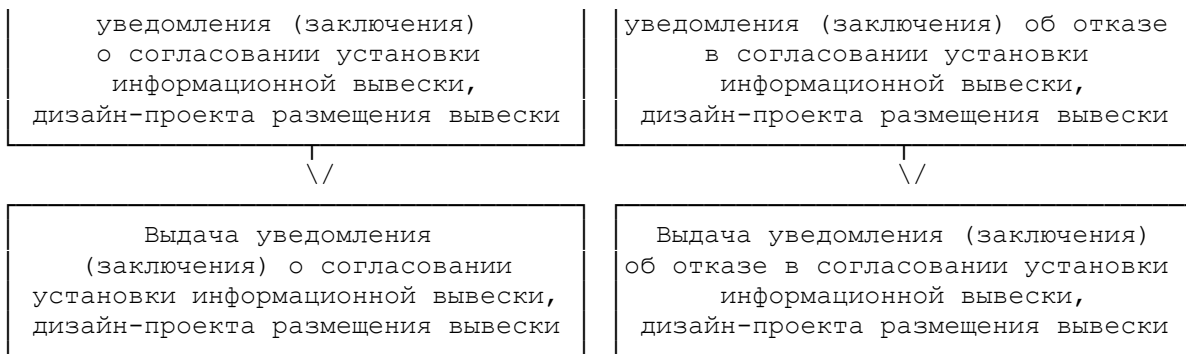 уведомления (заключения)
о согласовании установки
информационной вывески,
дизайн-проекта размещения вывески
уведомления (заключения) об отказе
в согласовании установки
информационной вывески,
дизайн-проекта размещения вывески
Выдача уведомления
(заключения) о согласовании
установки информационной вывески,
дизайн-проекта размещения вывески
Выдача уведомления (заключения)
об отказе в согласовании установки
информационной вывески,
дизайн-проекта размещения вывески